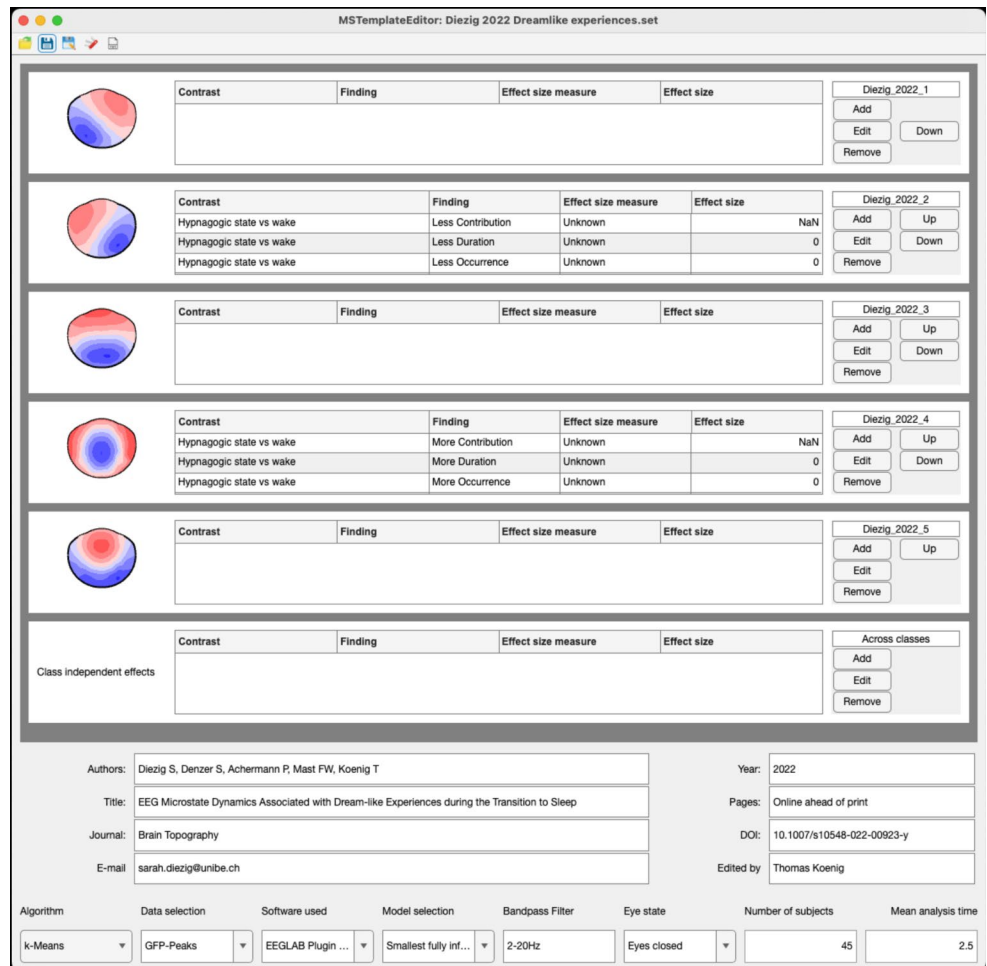 MSTemplateEditor: Diezig 2022 Dreamlike experiences.set
Contrast Finding Effect size measure Effect size
Diezig_2022_1
Add
Edit Down
Remove
Contrast Finding Effect size measure Effect size
Hypnagogic state vs wake Less Contribution Unknown NaN
Hypnagogic state vs wake Less Duration Unknown 0
Hypnagogic state vs wake Less Occurrence Unknown 0
Diezig_2022_2
Add Up
Edit Down
Remove
Contrast Finding Effect size measure Effect size
Diezig_2022_3
Add Up
Edit Down
Remove
Contrast Finding Effect size measure Effect size
Hypnagogic state vs wake More Contribution Unknown NaN
Hypnagogic state vs wake More Duration Unknown 0
Hypnagogic state vs wake More Occurrence Unknown 0
Diezig_2022_4
Add Up
Edit Down
Remove
Contrast Finding Effect size measure Effect size
Diezig_2022_5
Add Up
Edit
Remove
Class independent effects
Contrast Finding Effect size measure Effect size
Across classes
Add
Edit
Remove
Authors: Diezig S, Denzer S, Achermann P, Mast FW, Koenig T Year: 2022
Title: EEG Microstate Dynamics Associated with Dream-like Experiences during the Transition to Sleep Pages: Online ahead of print
Journal: Brain Topography DOI: 10.1007/s10548-022-00923-y
E-mail sarah.diezig@unibe.ch Edited by Thomas Koenig
Algorithm Data selection Software used Model selection Bandpass Filter Eye state Number of subjects Mean analysis time
k-Means GFP-Peaks EEGLAB Plugin ... Smallest fully inf... 2-20Hz Eyes closed 45 2.5